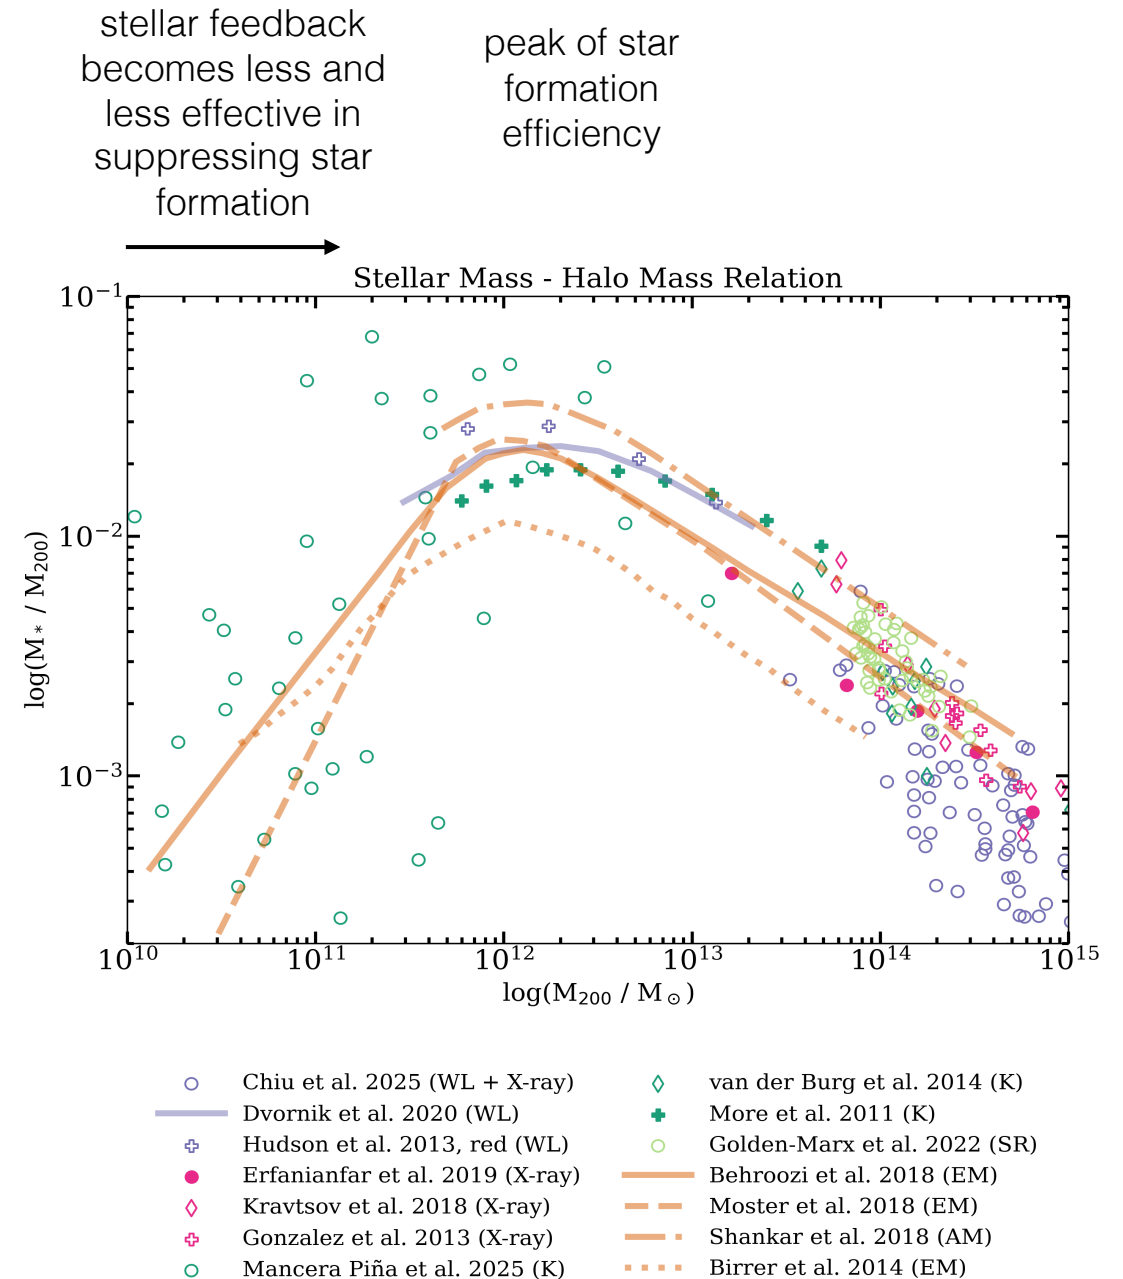 stellar feedback
becomes less and
less effective in
suppressing star
formation
peak of star
formation
efficiency
Stellar Mass - Halo Mass Relation
10⁻¹
10⁻²
10⁻³
log(M* / M₂₀₀)
10¹⁰
10¹¹
10¹²
10¹³
10¹⁴
10¹⁵
log(M₂₀₀ / M⊙)
Chiu et al. 2025 (WL + X-ray)
Dvornik et al. 2020 (WL)
Hudson et al. 2013, red (WL)
Erfanianfar et al. 2019 (X-ray)
Kravtsov et al. 2018 (X-ray)
Gonzalez et al. 2013 (X-ray)
Mancera Piña et al. 2025 (K)
van der Burg et al. 2014 (K)
More et al. 2011 (K)
Golden-Marx et al. 2022 (SR)
Behroozi et al. 2018 (EM)
Moster et al. 2018 (EM)
Shankar et al. 2018 (AM)
Birrer et al. 2014 (EM)